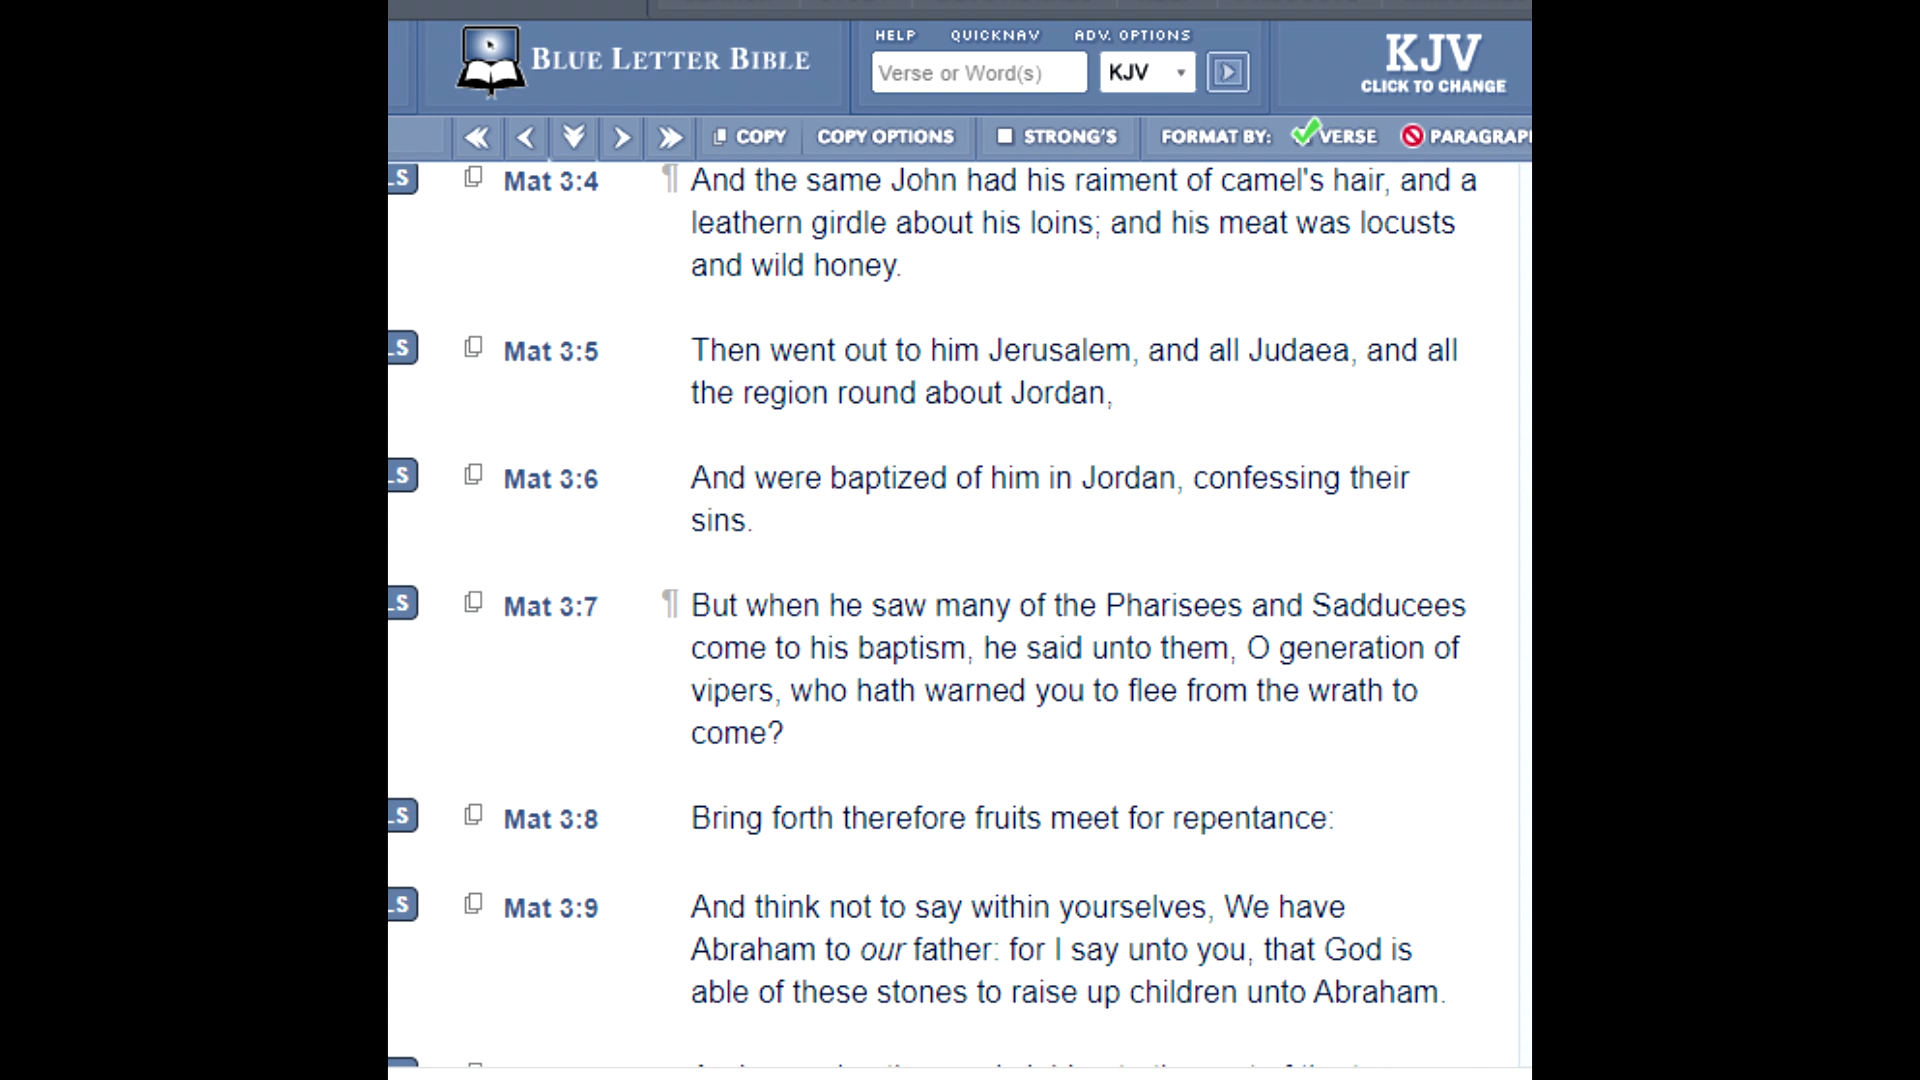 BLUE LETTER BIBLE
HELP QUICKNAV ADV. OPTIONS
Verse or Word(s) KJV
KJV
CLICK TO CHANGE
COPY COPY OPTIONS STRONG'S FORMAT BY: VERSE PARAGRAP
LS Mat 3:4 ¶ And the same John had his raiment of camel's hair, and a
leathern girdle about his loins; and his meat was locusts
and wild honey.
LS Mat 3:5 Then went out to him Jerusalem, and all Judaea, and all
the region round about Jordan,
LS Mat 3:6 And were baptized of him in Jordan, confessing their
sins.
LS Mat 3:7 ¶ But when he saw many of the Pharisees and Sadducees
come to his baptism, he said unto them, O generation of
vipers, who hath warned you to flee from the wrath to
come?
LS Mat 3:8 Bring forth therefore fruits meet for repentance:
LS Mat 3:9 And think not to say within yourselves, We have
Abraham to our father: for I say unto you, that God is
able of these stones to raise up children unto Abraham.